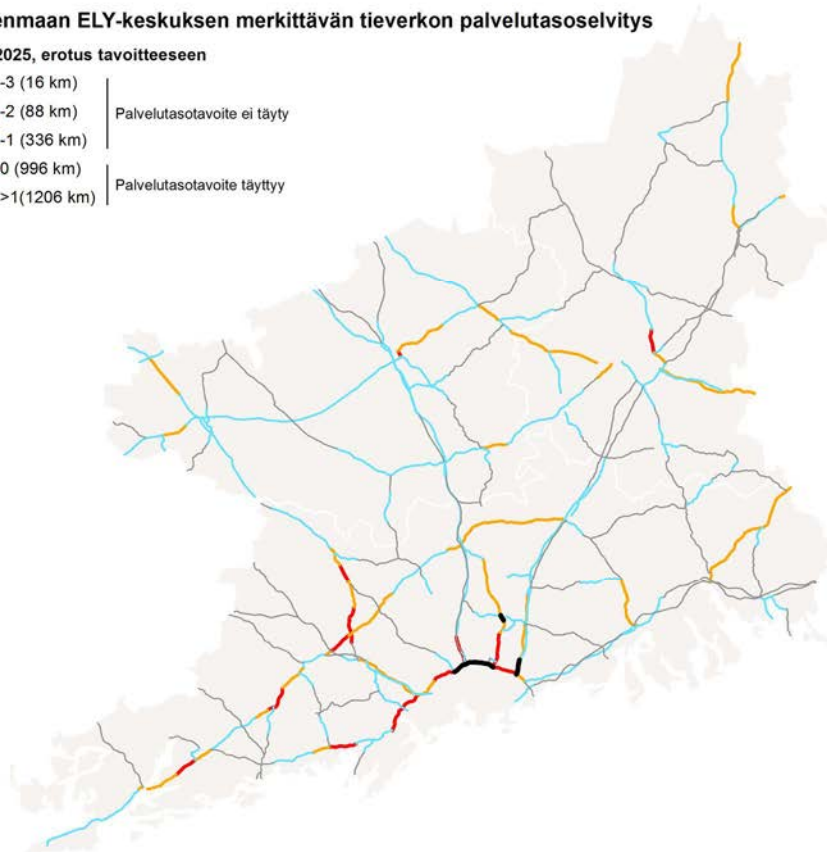 enmaan ELY-keskuksen merkittävän tieverkon palvelutasoselvitys
2025, erotus tavoitteeseen
-3 (16 km)
-2 (88 km)
Palvelutasotavoite ei täyty
-1 (336 km)
0 (996 km)
Palvelutasotavoite täyttyy
>1(1206 km)